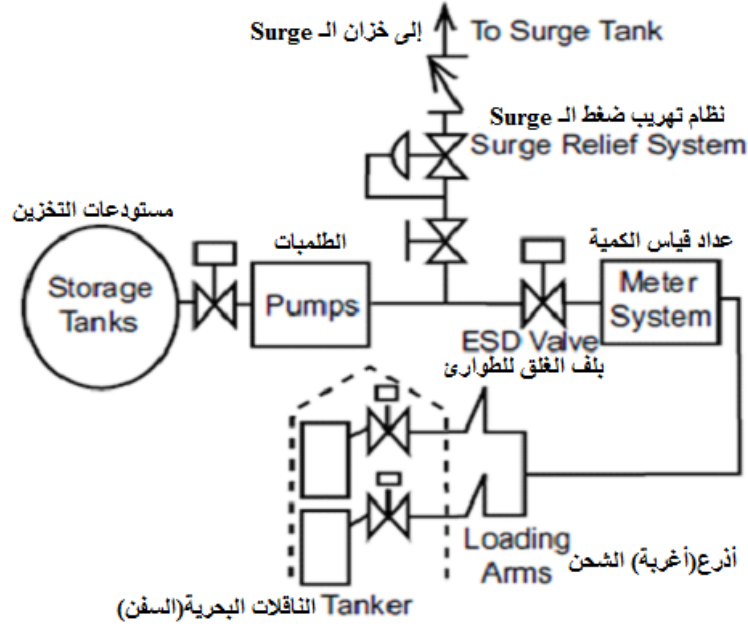 إلى خزان الـ Surge
To Surge Tank
نظام تهريب ضغط الـ Surge
Surge Relief System
مستودعات التخزين
Storage
Tanks
الطلمبات
Pumps
عداد قياس الكمية
Meter
System
ESD Valve
بلف الغلق للطوارئ
Loading
Arms
أذرع(أغربة) الشحن
الناقلات البحرية(السفن) Tanker